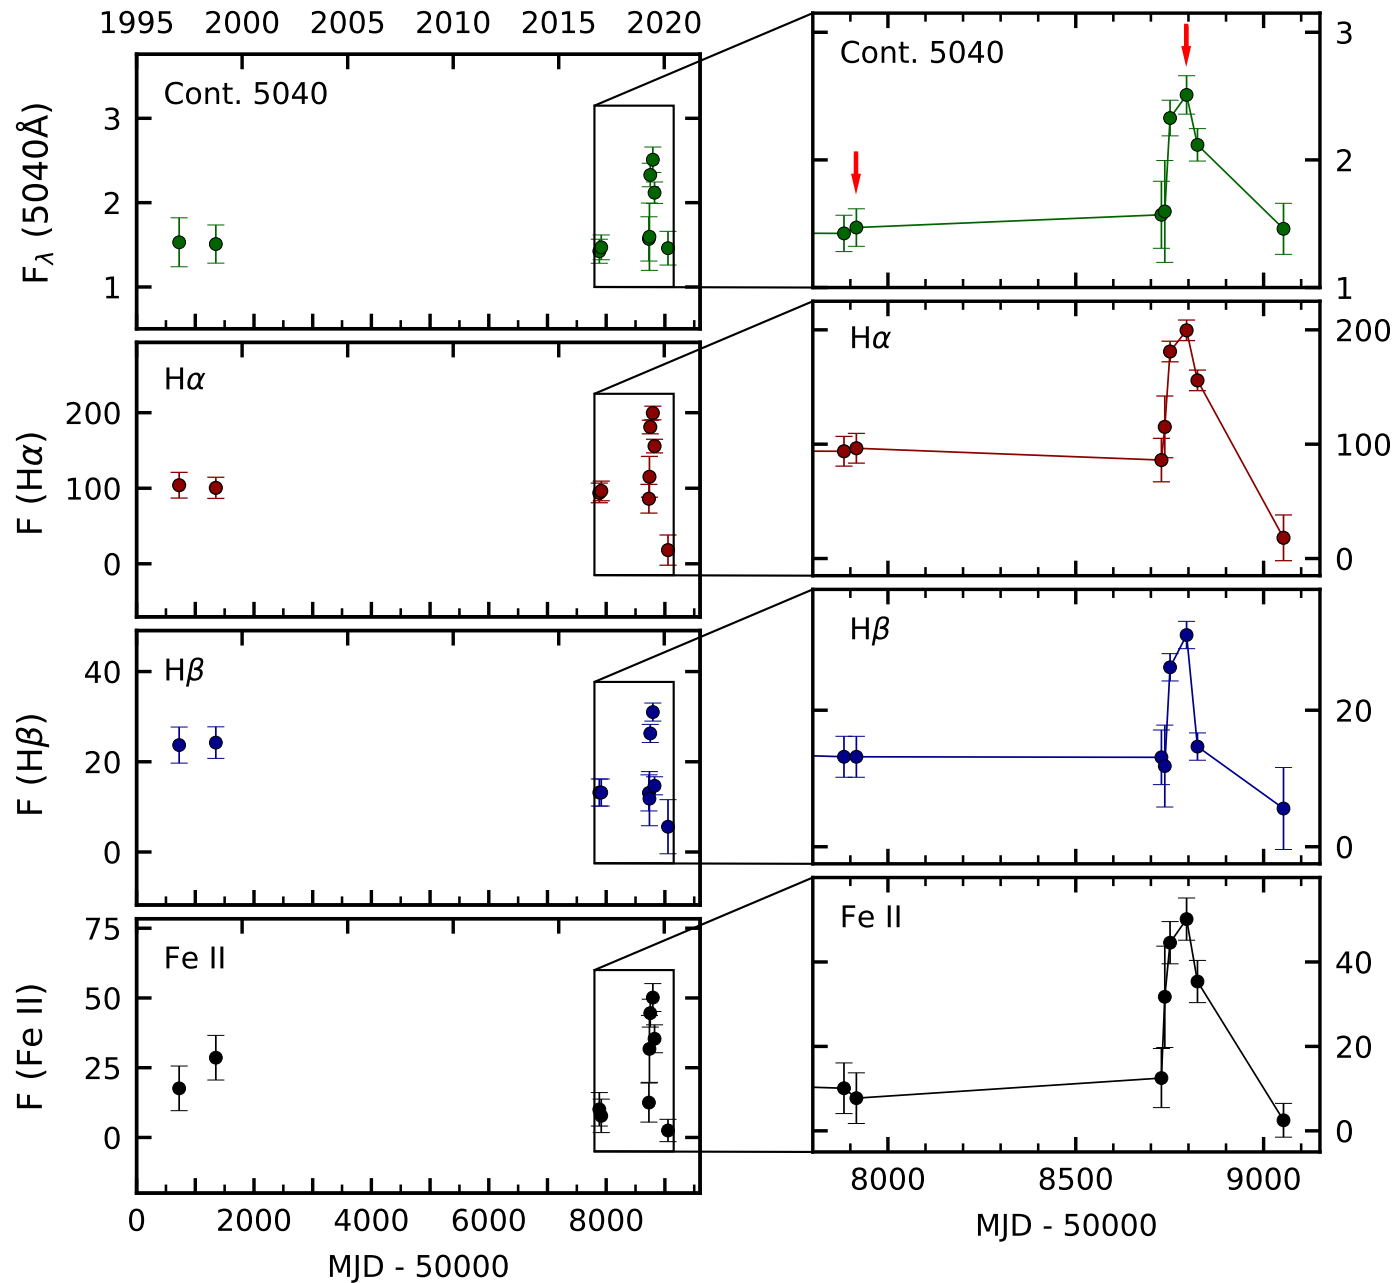 1995 2000 2005 2010 2015 2020
Cont. 5040
3
2
1
F_λ (5040Å)
Cont. 5040
3
2
1
Hα
200
100
0
F (Hα)
Hα
200
100
0
Hβ
40
20
0
F (Hβ)
Hβ
20
0
Fe II
75
50
25
0
F (Fe II)
0 2000 4000 6000 8000
MJD - 50000
Fe II
40
20
0
8000 8500 9000
MJD - 50000